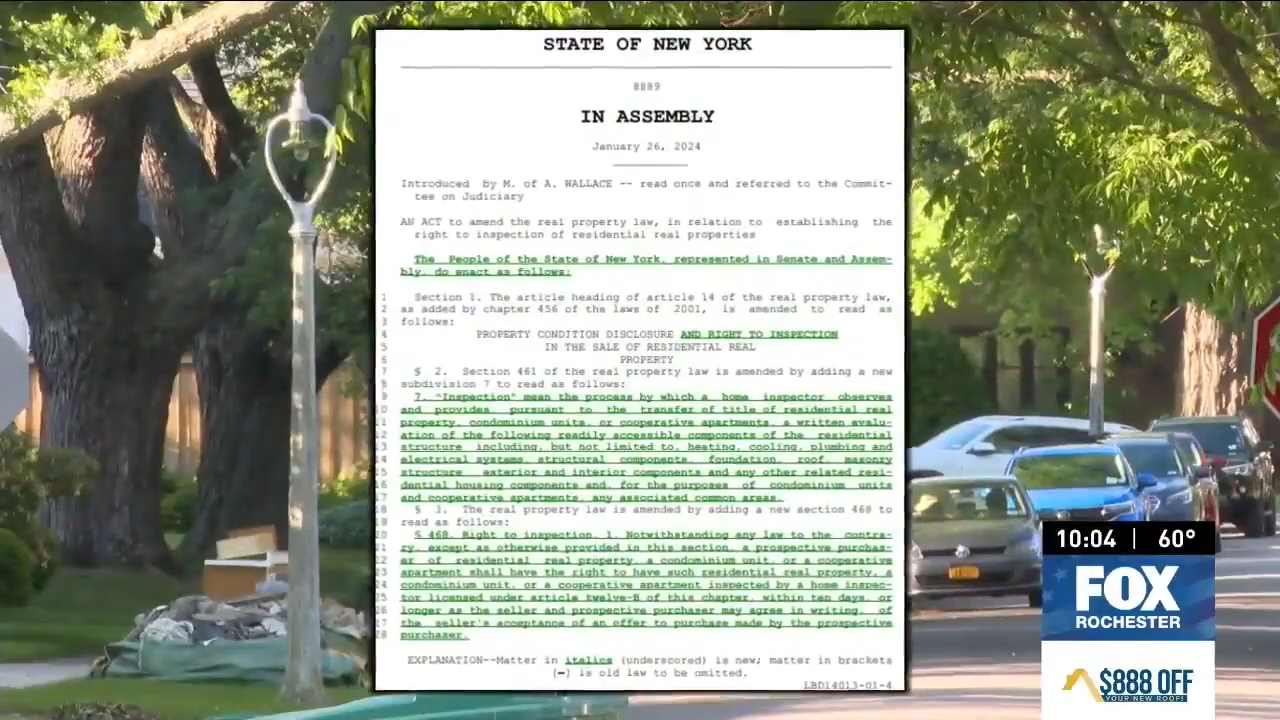 STATE OF NEW YORK
8889
IN ASSEMBLY
January 26, 2024
Introduced by M. of A. WALLACE -- read once and referred to the Commit-
tee on Judiciary
AN ACT to amend the real property law, in relation to establishing the
right to inspection of residential real properties
The People of the State of New York, represented in Senate and Assem-
bly, do enact as follows:
1 Section 1. The article heading of article 14 of the real property law,
2 as added by chapter 456 of the laws of 2001, is amended to read as
3 follows:
4 PROPERTY CONDITION DISCLOSURE AND RIGHT TO INSPECTION
5 IN THE SALE OF RESIDENTIAL REAL
6 PROPERTY
7 § 2. Section 461 of the real property law is amended by adding a new
8 subdivision 7 to read as follows:
9 7. "Inspection" mean the process by which a home inspector observes
10 and provides, pursuant to the transfer of title of residential real
11 property, condominium units, or cooperative apartments, a written evalu-
12 ation of the following readily accessible components of the residential
13 structure including, but not limited to, heating, cooling, plumbing and
14 electrical systems, structural components, foundation, roof, masonry
15 structure, exterior and interior components and any other related resi-
16 dential housing components and, for the purposes of condominium units
17 and cooperative apartments, any associated common areas.
18 § 3. The real property law is amended by adding a new section 468 to
19 read as follows:
20 § 468. Right to inspection. 1. Notwithstanding any law to the contra-
21 ry, except as otherwise provided in this section, a prospective purchas-
22 er of residential real property, a condominium unit, or a cooperative
23 apartment shall have the right to have such residential real property, a
24 condominium unit, or a cooperative apartment inspected by a home inspec-
25 tor licensed under article twelve-B of this chapter, within ten days, or
26 longer as the seller and prospective purchaser may agree in writing, of
27 the seller's acceptance of an offer to purchase made by the prospective
28 purchaser.
EXPLANATION--Matter in italics (underscored) is new; matter in brackets
[-] is old law to be omitted.
LBD14013-01-4
10:04 | 60°
FOX
ROCHESTER
$888 OFF
YOUR NEW ROOF!